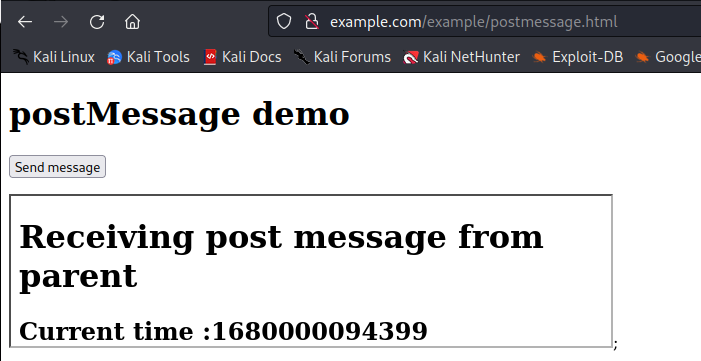 example.com/example/postmessage.html
Kali Linux Kali Tools Kali Docs Kali Forums Kali NetHunter Exploit-DB Google
postMessage demo
Send message
Receiving post message from
parent
Current time :1680000094399
;